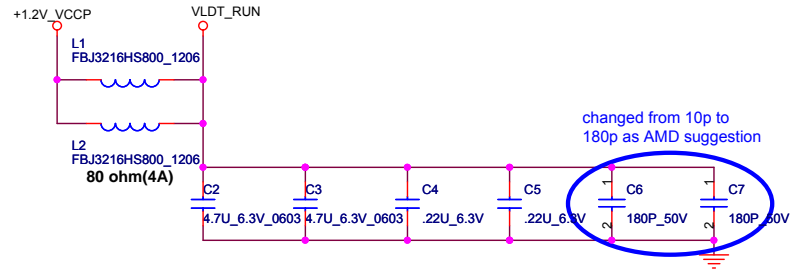 +1.2V_VCCP
VLDT_RUN
L1
FBJ3216HS800_1206
L2
FBJ3216HS800_1206
80 ohm(4A)
changed from 10p to
180p as AMD suggestion
C2
4.7U_6.3V_0603
C3
4.7U_6.3V_0603
C4
.22U_6.3V
C5
.22U_6.3V
1
C6
2
180P_50V
1
C7
2
180P_50V